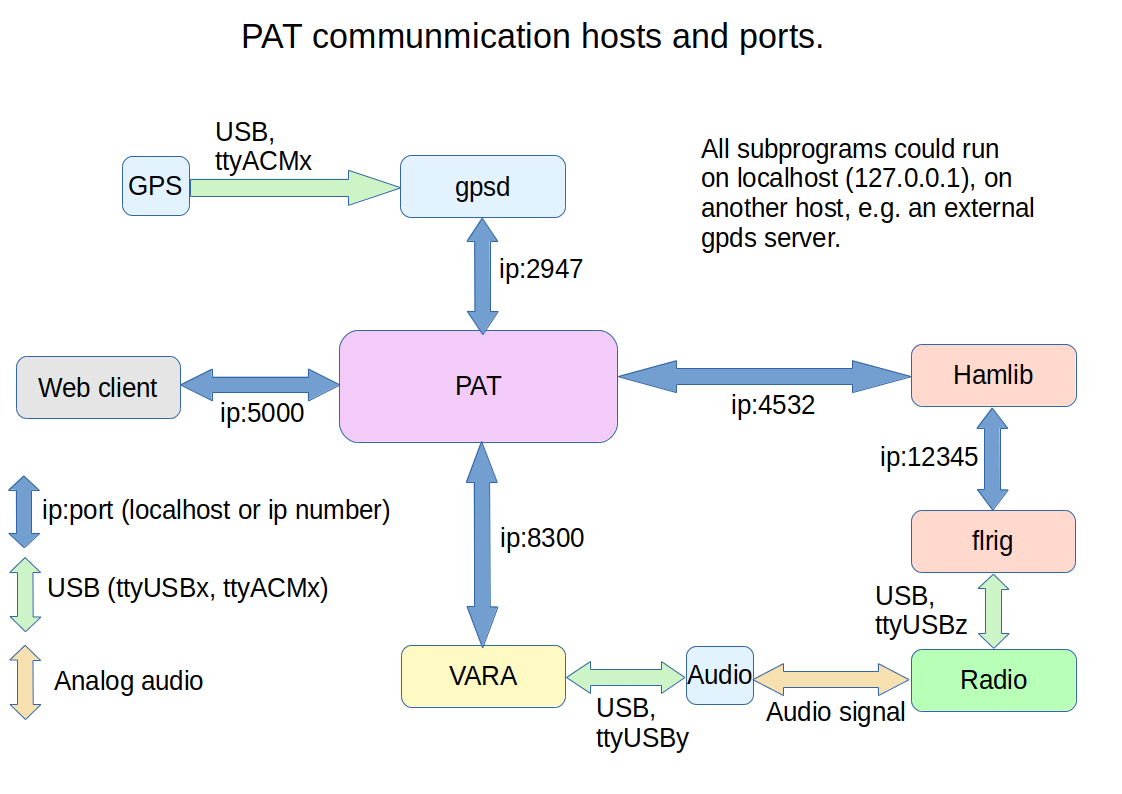 PAT communmication hosts and ports.
USB,
ttyACMx
GPS
gpsd
All subprograms could run
on localhost (127.0.0.1), on
another host, e.g. an external
gpds server.
ip:2947
Web client
ip:5000
PAT
ip:4532
Hamlib
ip:12345
ip:port (localhost or ip number)
ip:8300
flrig
USB (ttyUSBx, ttyACMx)
USB,
ttyUSBz
Analog audio
VARA
USB,
ttyUSBy
Audio
Audio signal
Radio